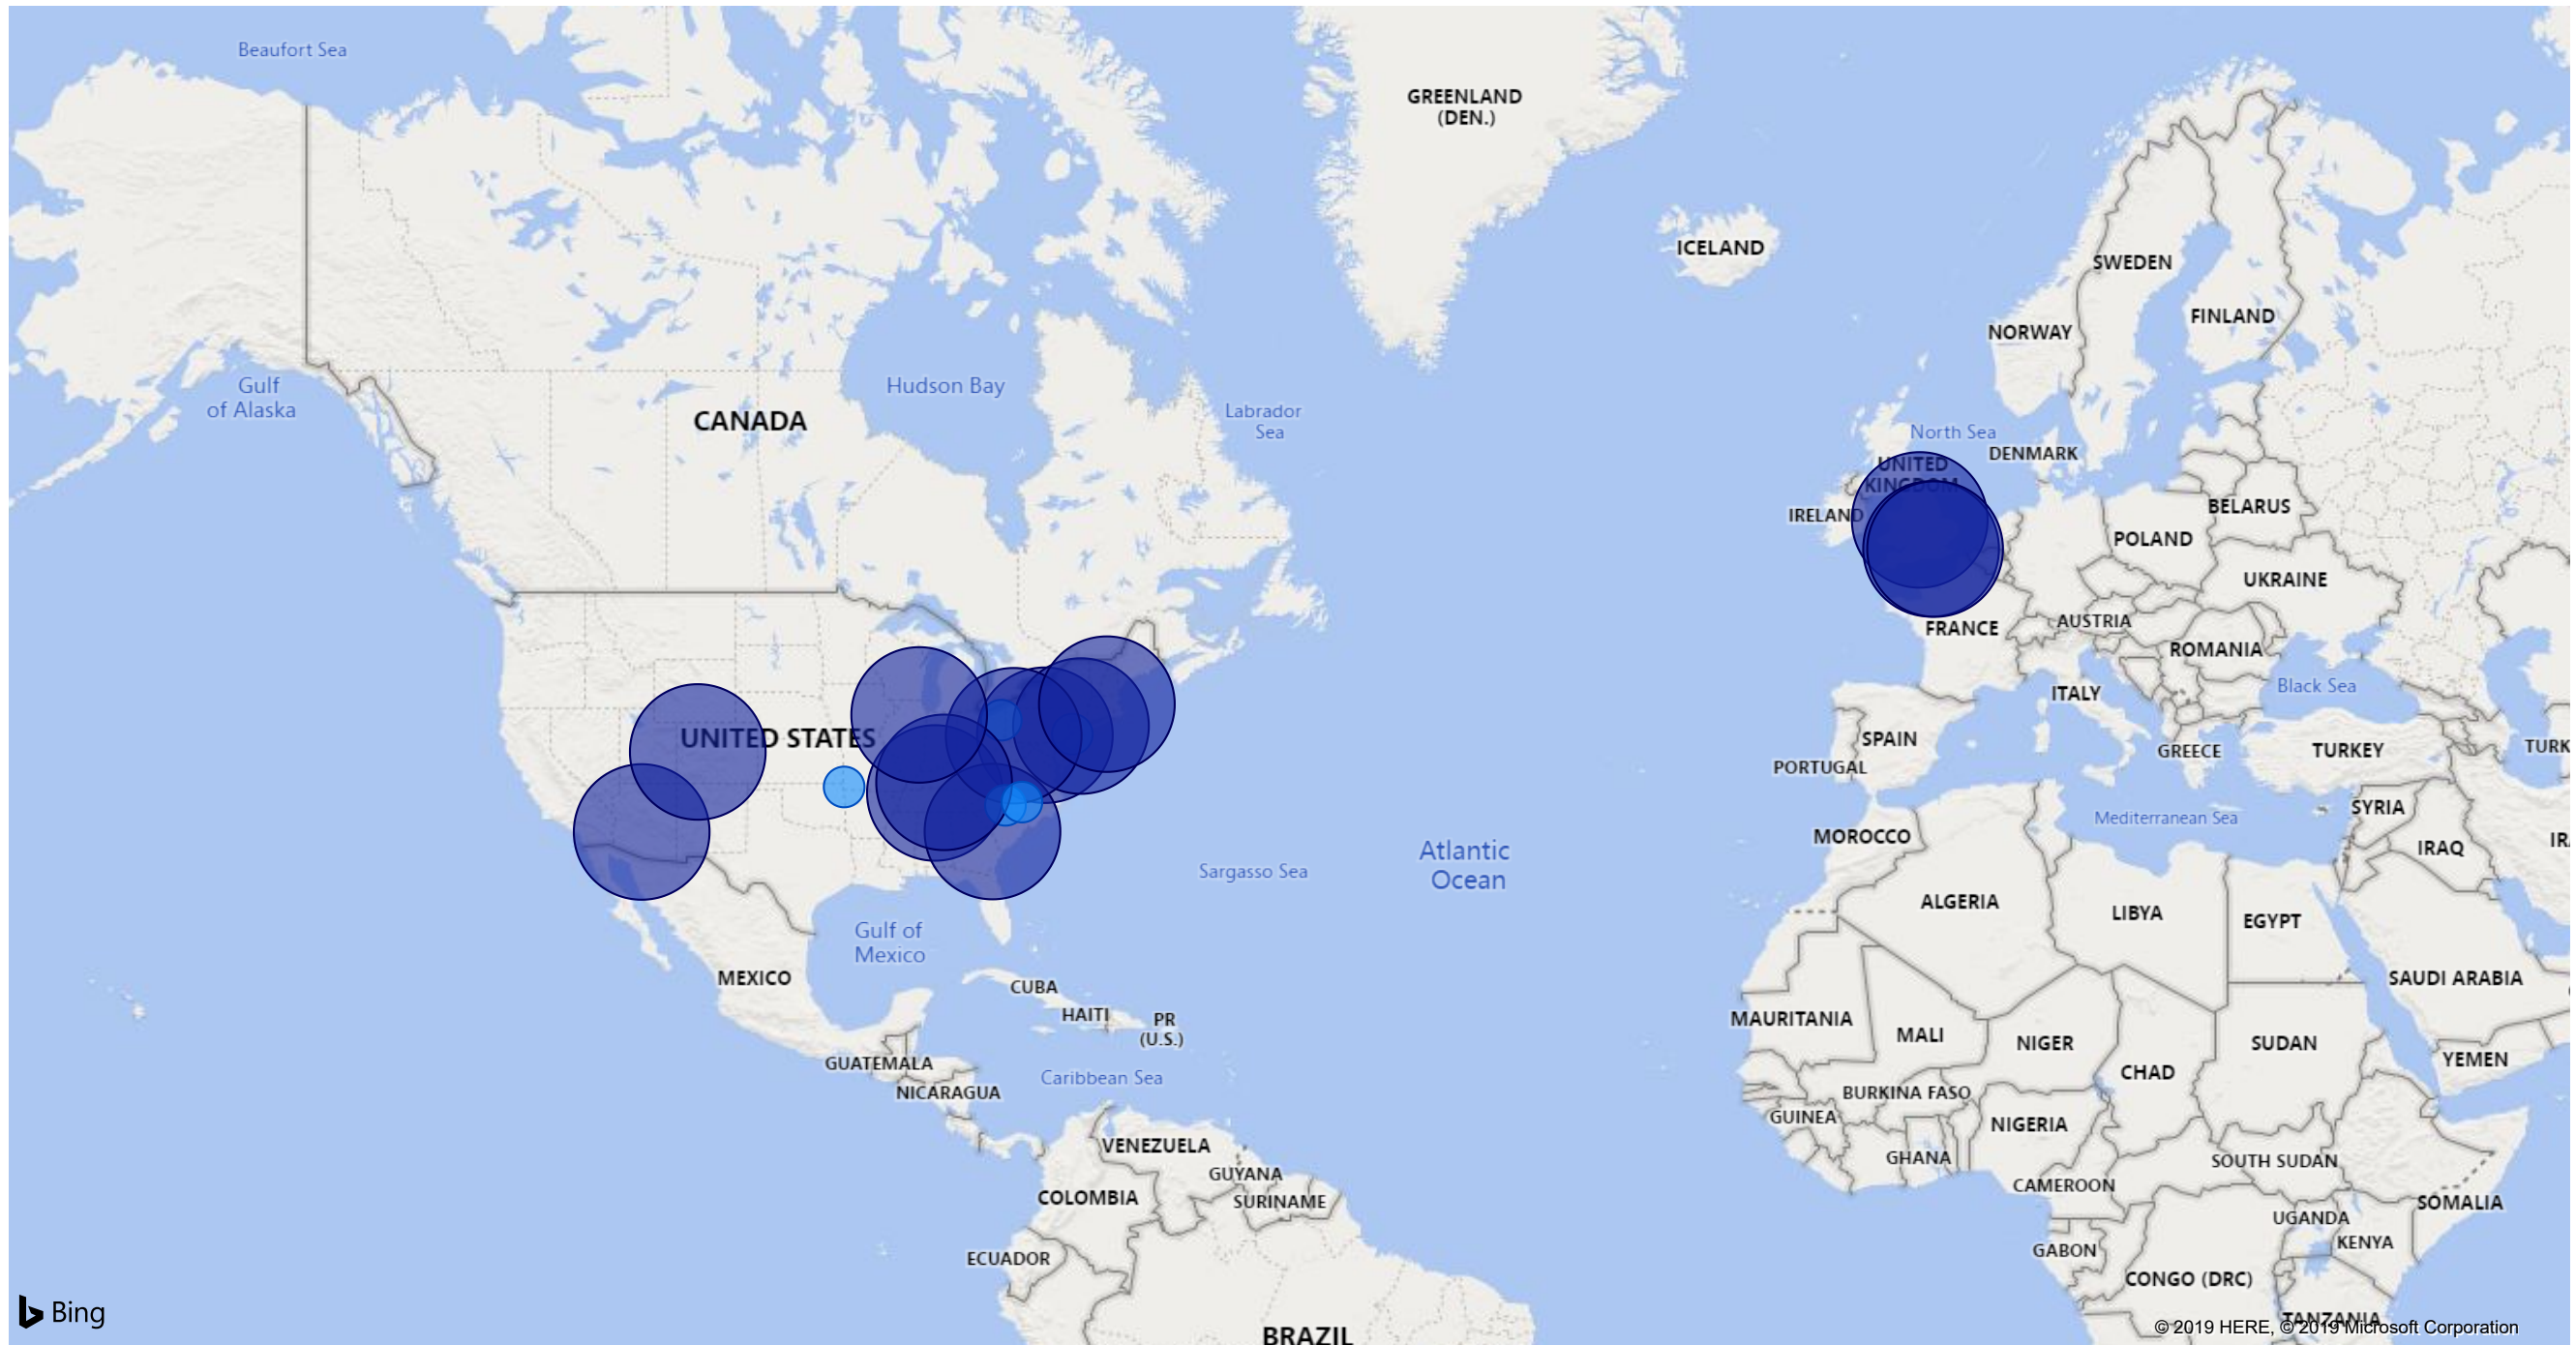 Beaufort Sea
GREENLAND
(DEN.)
ICELAND
SWEDEN
FINLAND
NORWAY
Gulf
of Alaska
Hudson Bay
CANADA
Labrador
Sea
North Sea
DENMARK
UNITED
KINGDOM
IRELAND
BELARUS
POLAND
UKRAINE
FRANCE
AUSTRIA
ROMANIA
Black Sea
ITALY
UNITED STATES
SPAIN
GREECE
TURKEY
TURK
PORTUGAL
SYRIA
Mediterranean Sea
MOROCCO
IRAQ
IR
Atlantic
Ocean
Sargasso Sea
ALGERIA
LIBYA
EGYPT
Gulf of
Mexico
MEXICO
CUBA
SAUDI ARABIA
HAITI
PR
(U.S.)
MAURITANIA
MALI
NIGER
SUDAN
GUATEMALA
Caribbean Sea
YEMEN
CHAD
NICARAGUA
BURKINA FASO
GUINEA
NIGERIA
VENEZUELA
GHANA
SOUTH SUDAN
GUYANA
CAMEROON
COLOMBIA
SURINAME
SOMALIA
UGANDA
KENYA
ECUADOR
GABON
CONGO (DRC)
TANZANIA
Bing
BRAZIL
© 2019 HERE, © 2019 Microsoft Corporation